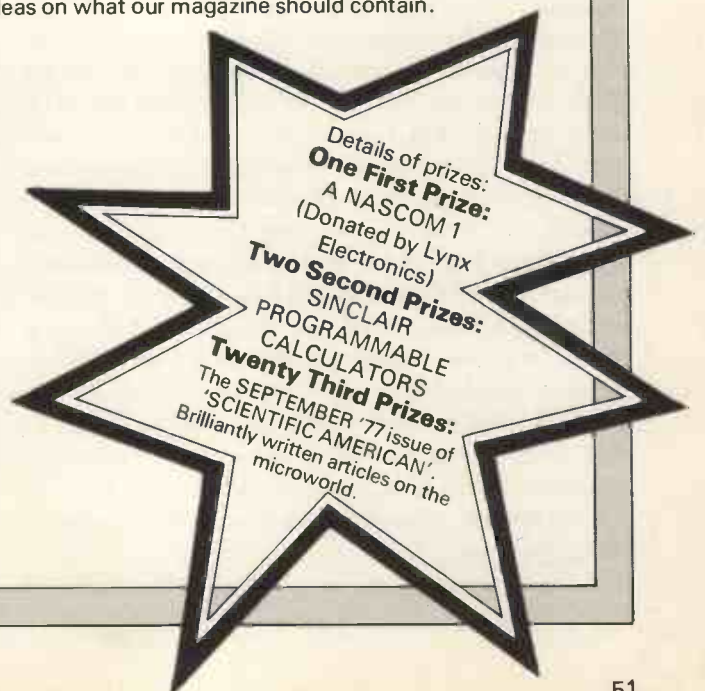 deas on what our magazine should contain.
Details of prizes:
One First Prize:
A NASCOM 1
(Donated by Lynx
Electronics)
Two Second Prizes:
SINCLAIR
PROGRAMMABLE
CALCULATORS
Twenty Third Prizes:
The SEPTEMBER '77 issue of
'SCIENTIFIC AMERICAN'.
Brilliantly written articles on the
microworld.
51